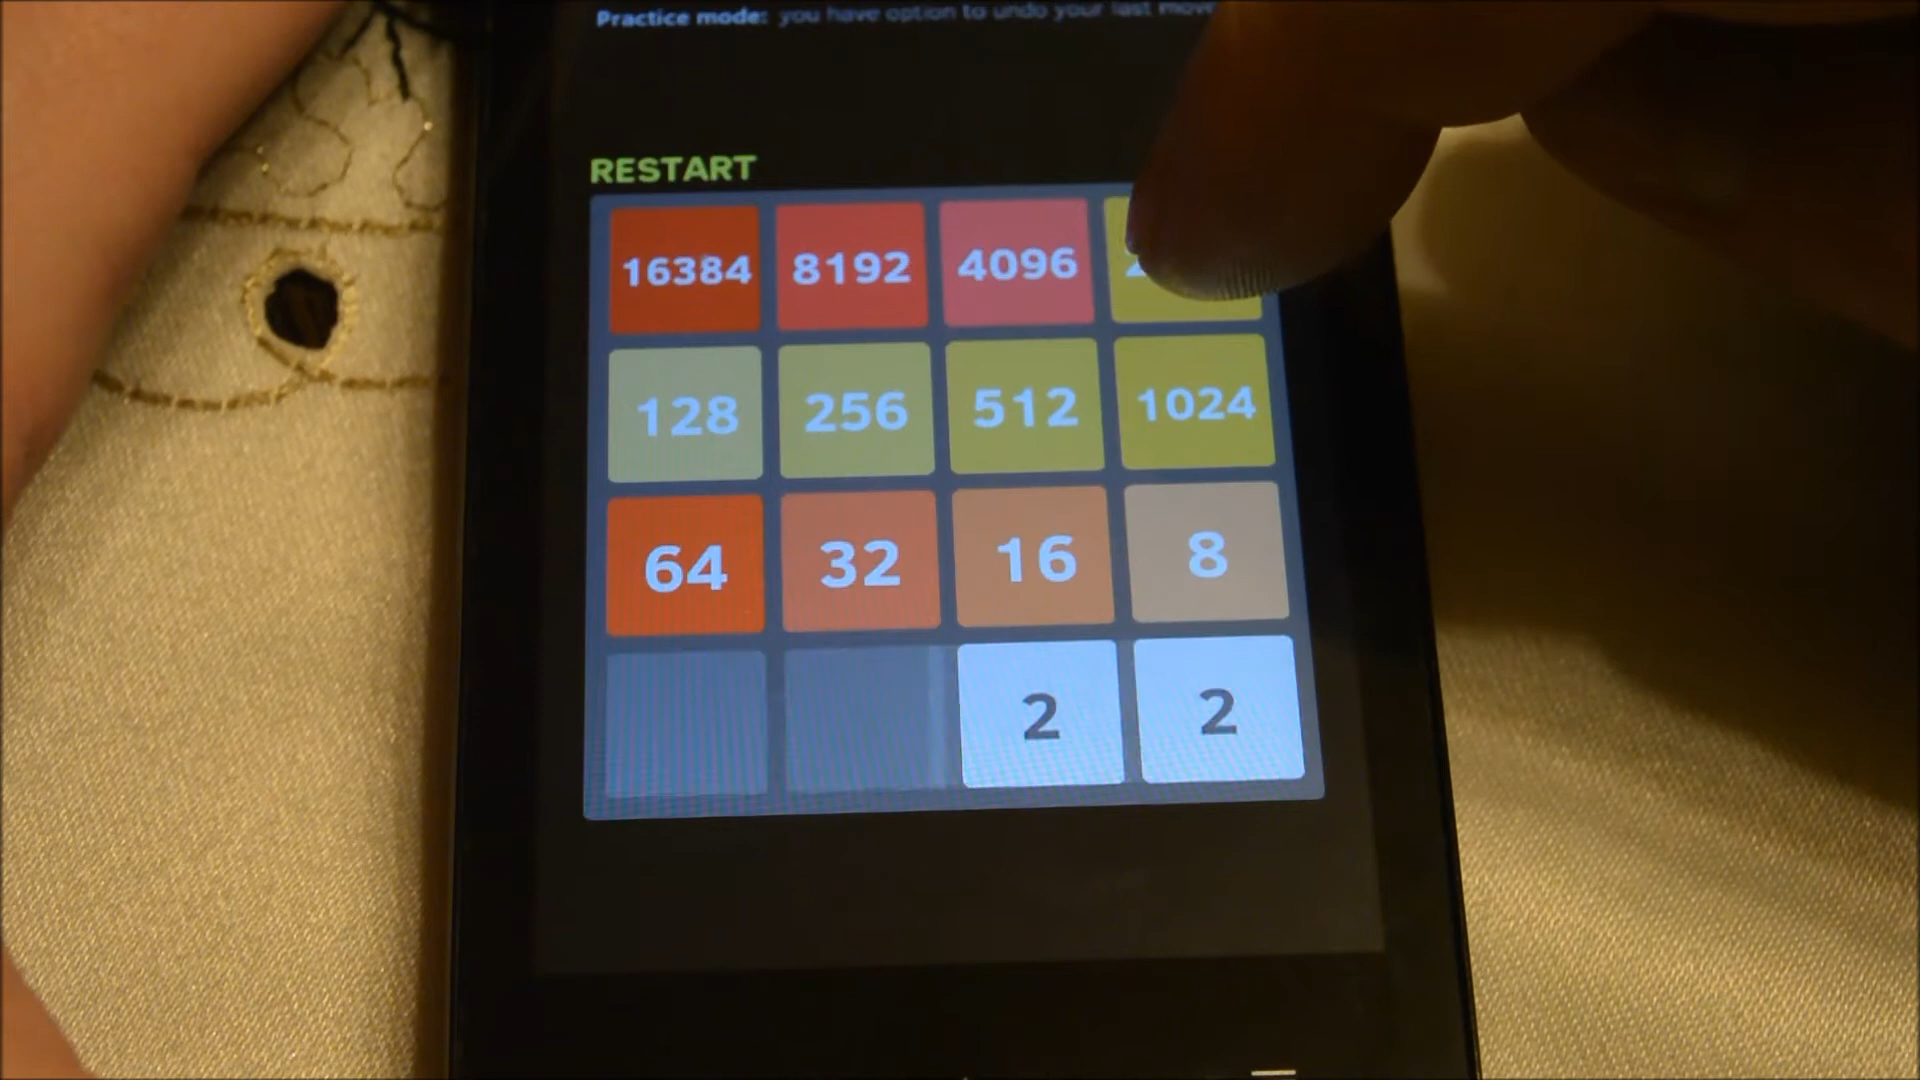 Practice mode: you have option to undo your last move
RESTART
16384 8192 4096
128 256 512 1024
64 32 16 8
2 2